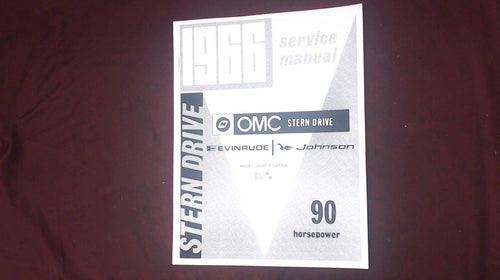 1966
service
manual
STERN DRIVE
OMC STERN DRIVE
EVINRUDE Johnson
90
horsepower